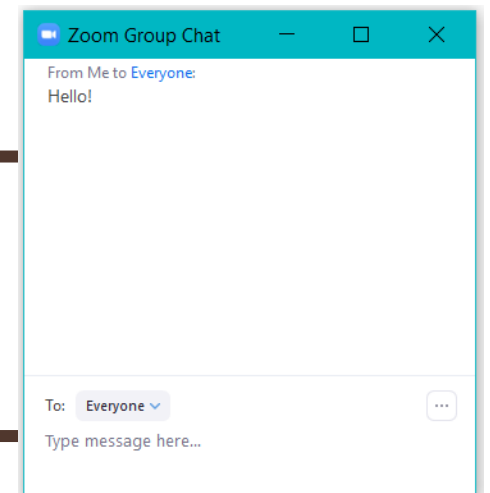 Zoom Group Chat
From Me to Everyone:
Hello!
To: Everyone
Type message here...